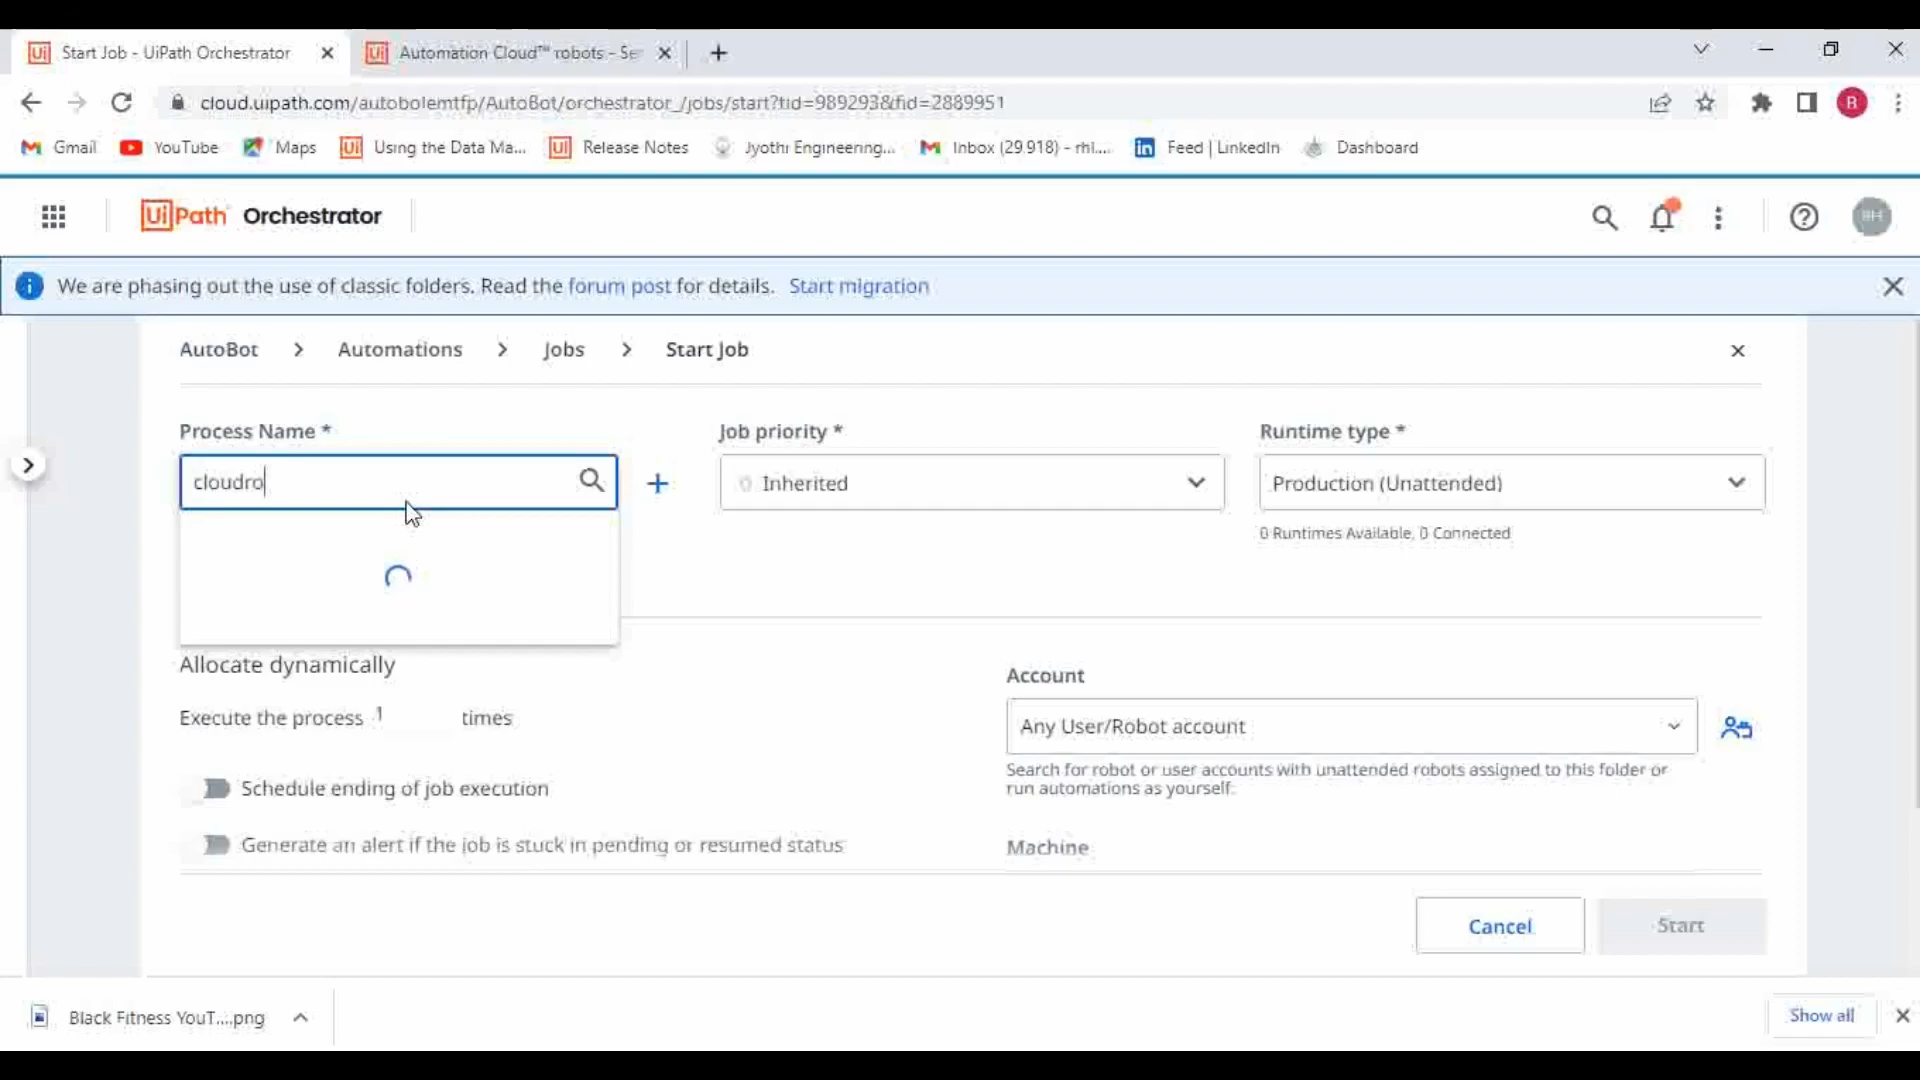 Start Job - UiPath Orchestrator
Automation Cloud™ robots - Se
cloud.uipath.com/autobolemtfp/AutoBot/orchestrator_/jobs/start?tid=989293&fid=2889951
R
Gmail
YouTube
Maps
Using the Data Ma...
Release Notes
Jyothi Engineering...
Inbox (29 918) - rhl....
Feed | LinkedIn
Dashboard
UiPath Orchestrator
We are phasing out the use of classic folders. Read the forum post for details. Start migration
AutoBot > Automations > Jobs > Start Job
Process Name *
Job priority *
Runtime type *
cloudro
Inherited
Production (Unattended)
0 Runtimes Available, 0 Connected
Allocate dynamically
Account
Execute the process 1 times
Any User/Robot account
Search for robot or user accounts with unattended robots assigned to this folder or
run automations as yourself.
Schedule ending of job execution
Generate an alert if the job is stuck in pending or resumed status
Machine
Cancel
Start
Black Fitness YouT....png
Show all